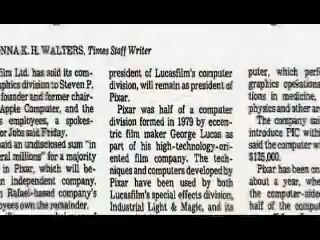 NNA K. H. WALTERS, Times Staff Writer
film Ltd. has sold its com-
aphics division to Steven P.
founder and former chair-
Apple Computer, and the
s employees, a spokes-
or Jobs said Friday.
aid an undisclosed sum "in
eral millions" for a majority
in Pixar, which will be-
n independent company.
n Rafael-based company's
oyees own the remainder.
president of Lucasfilm's computer
division, will remain as president of
Pixar.
Pixar was half of a computer
division formed in 1979 by eccen-
tric film maker George Lucas as
part of his high-technology-ori-
ented film company. The tech-
niques and computers developed by
Pixar have been used by both
Lucasfilm's special effects division,
Industrial Light & Magic, and its
puter, which perf
graphics operations
tions in medicine,
physics and other ar
The company said
introduce PIC within
said the computer w
$125,000.
Pixar has been on
about a year, whe
the computer-aide
half of the comput